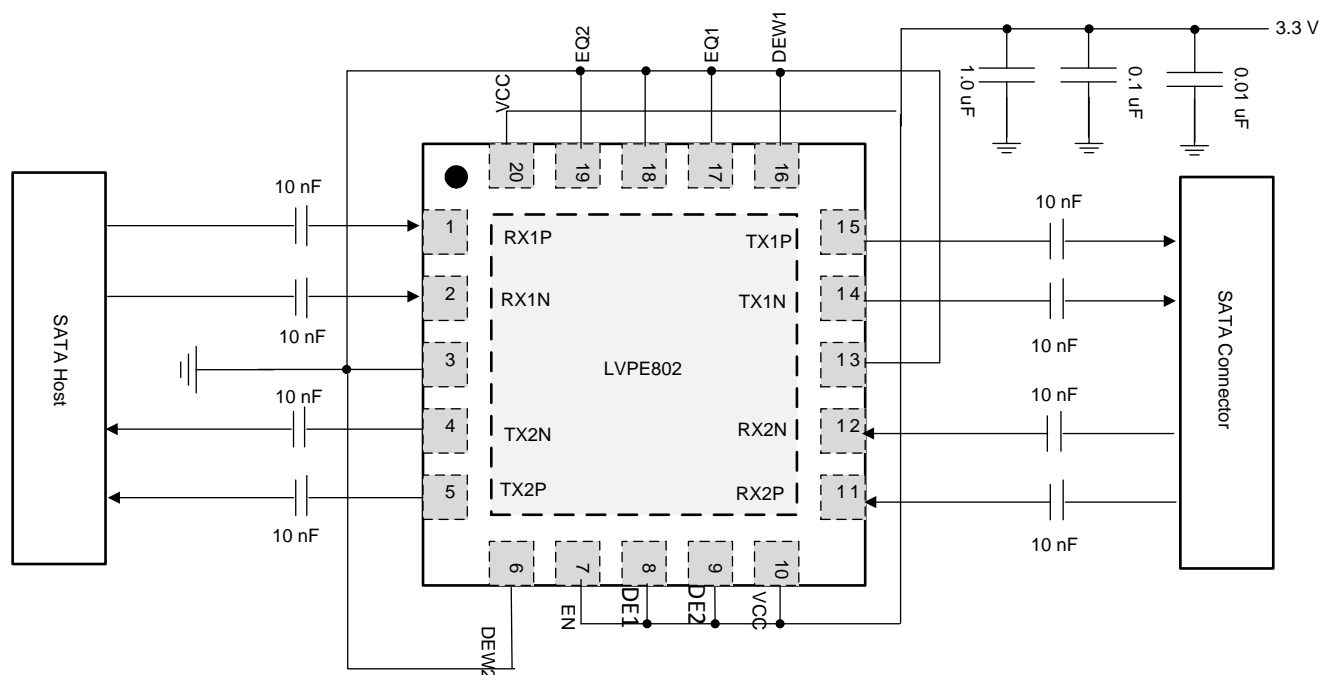 3.3 V
EQ2
EQ1
DEW1
VCC
1.0 uF
0.1 uF
0.01 uF
20
19
18
17
16
SATA Host
SATA Connector
10 nF
10 nF
10 nF
10 nF
1
RX1P
2
RX1N
3
4
TX2N
5
TX2P
LVPE802
TX1P
15
TX1N
14
13
RX2N
12
RX2P
11
10 nF
10 nF
10 nF
10 nF
6
7
8
9
10
DEW2
EN
DE1
DE2
VCC